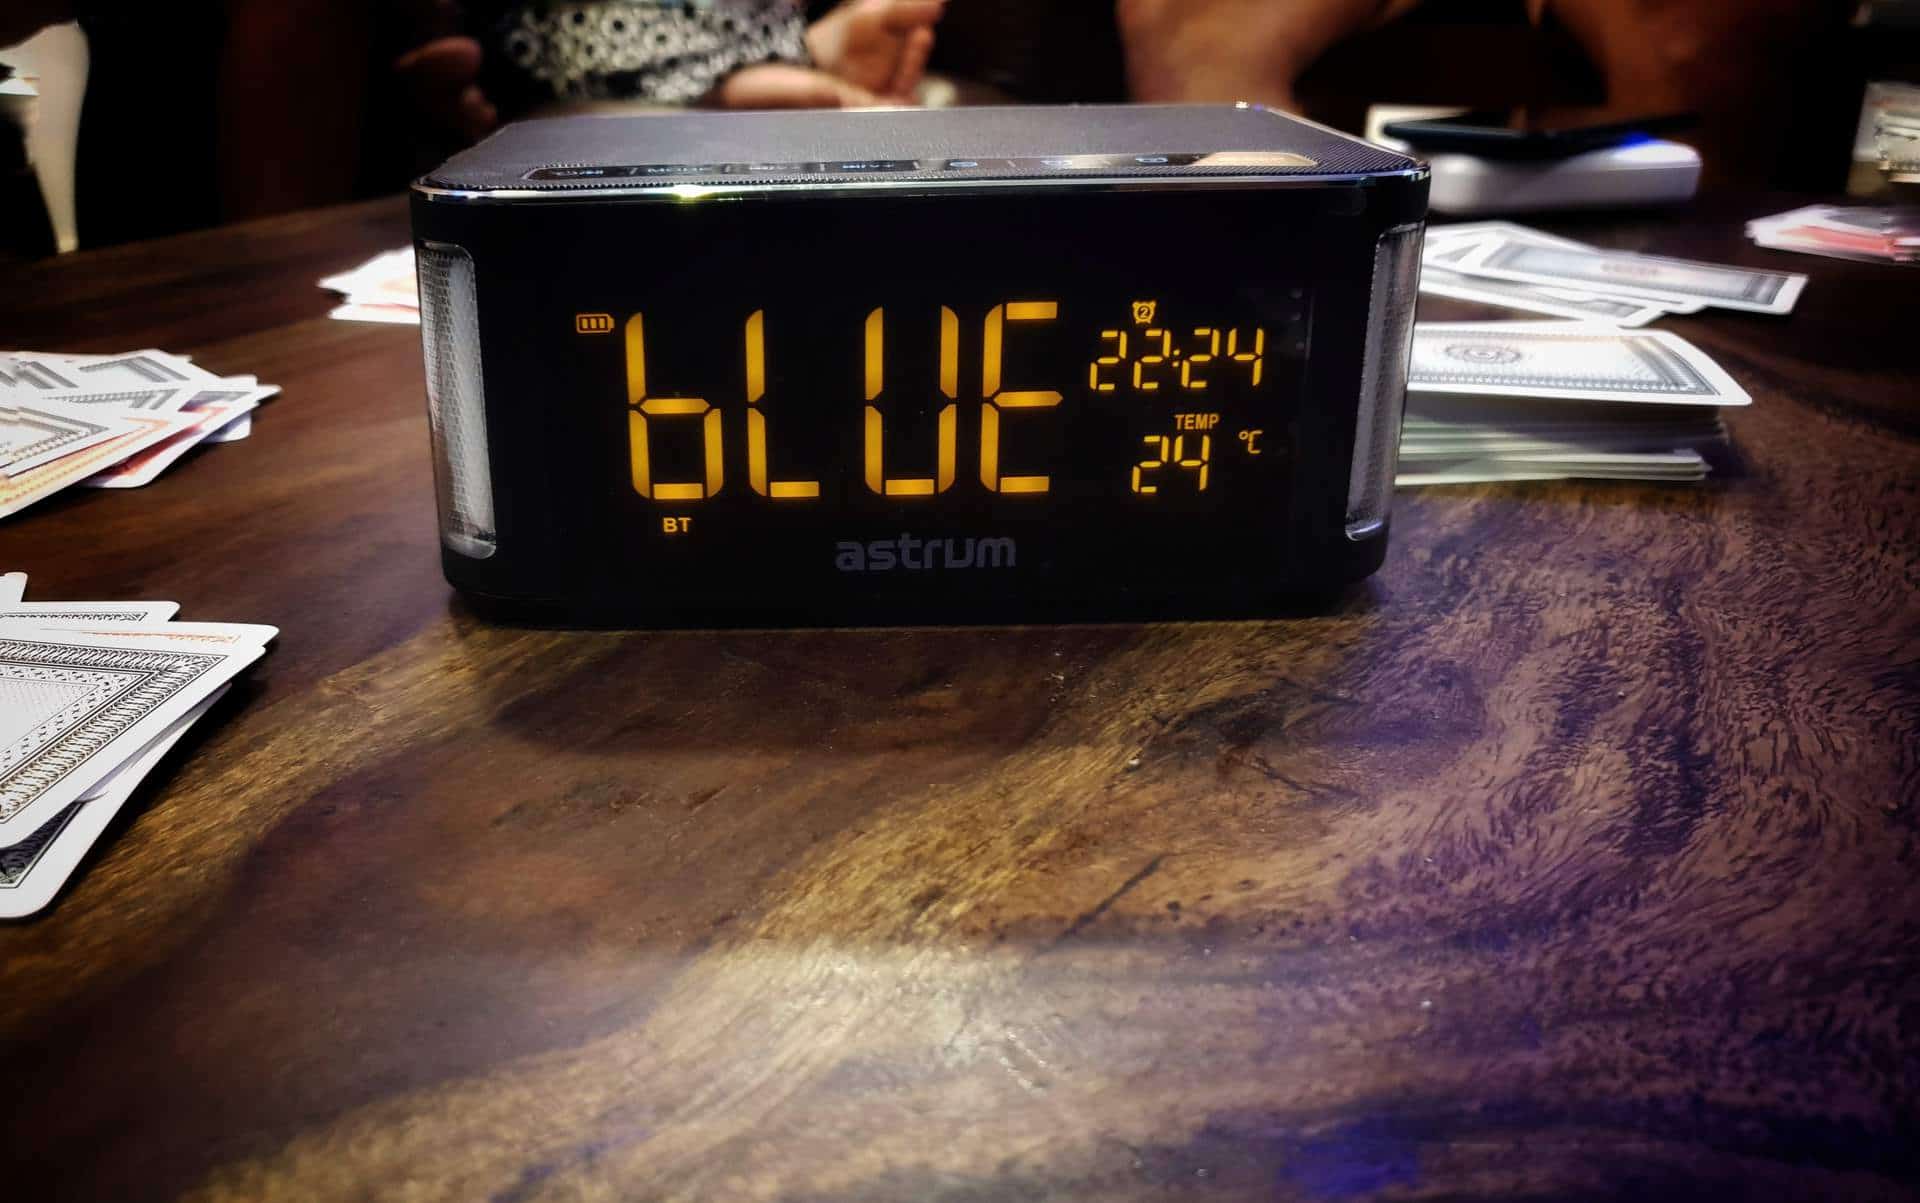 bLUE
22:24
TEMP
24 °C
BT
astrum